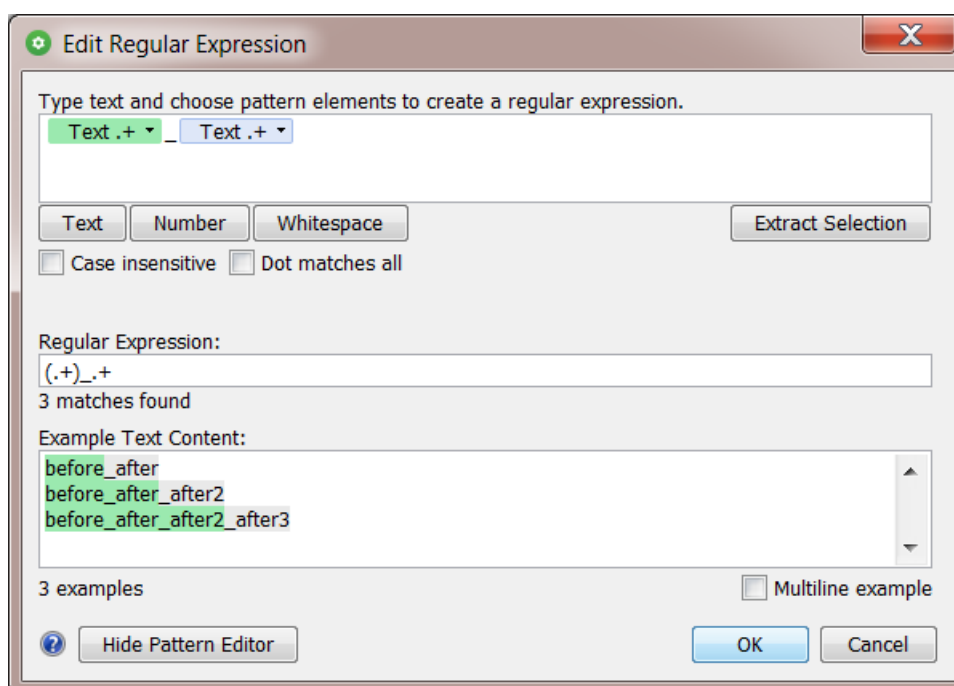 Edit Regular Expression X
Type text and choose pattern elements to create a regular expression.
Text .+ _ Text .+
Text Number Whitespace Extract Selection
Case insensitive Dot matches all
Regular Expression:
(.+)_.+
3 matches found
Example Text Content:
before_after
before_after_after2
before_after_after2_after3
3 examples Multiline example
? Hide Pattern Editor OK Cancel